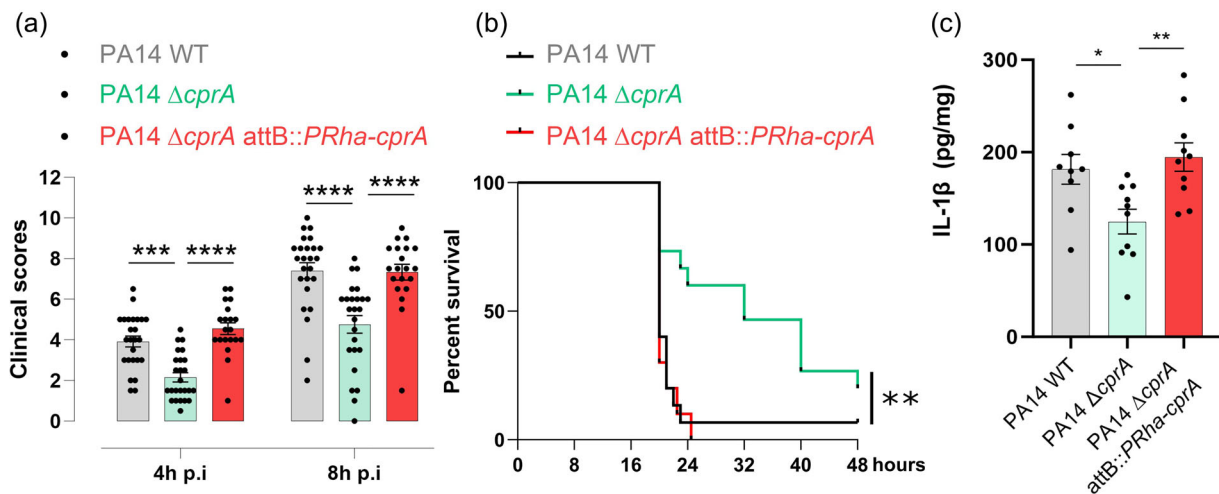 (a)
PA14 WT
PA14 ΔcprA
PA14 ΔcprA attB::PRha-cprA
Clinical scores
12
10
8
6
4
2
0
*** ****
**** ****
4h p.i 8h p.i
(b)
PA14 WT
PA14 ΔcprA
PA14 ΔcprA attB::PRha-cprA
Percent survival
100
50
0
0 8 16 24 32 40 48 hours
**
(c)
IL-1β (pg/mg)
300
200
100
0
* **
PA14 WT
PA14 ΔcprA
PA14 ΔcprA
attB::PRha-cprA